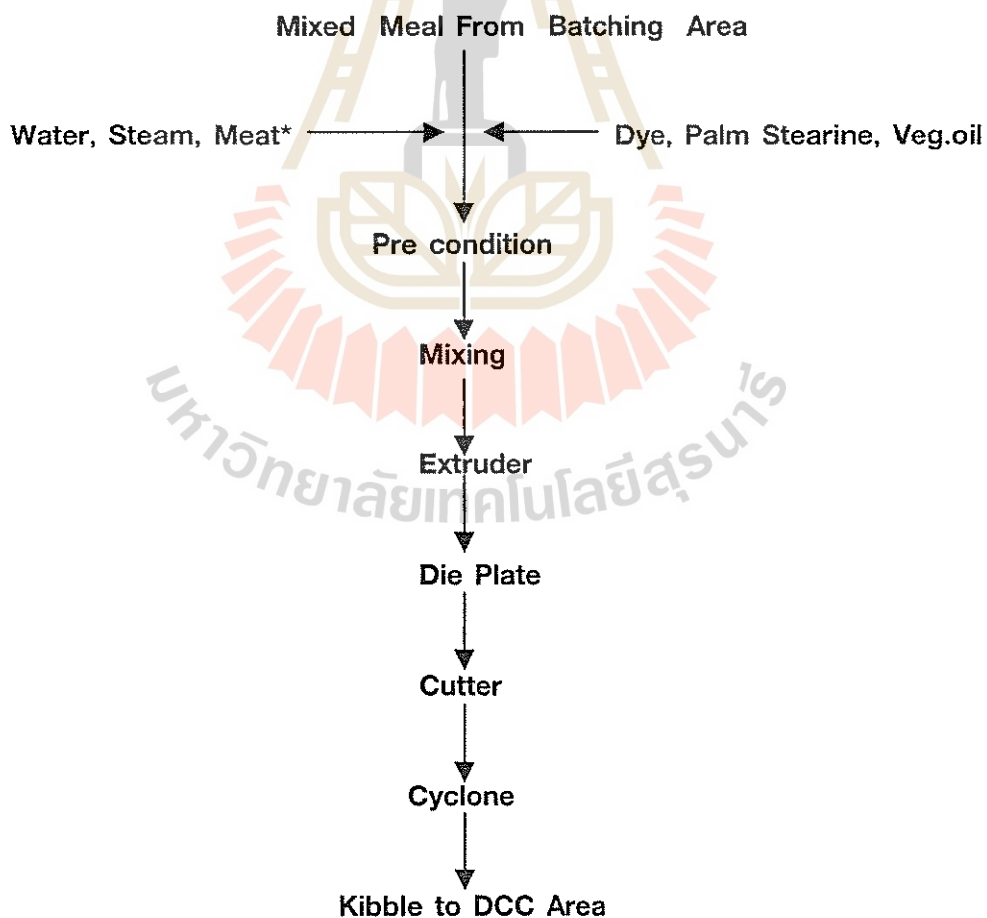 Mixed Meal From Batching Area
Water, Steam, Meat*
Dye, Palm Stearine, Veg.oil
Pre condition
Mixing
Extruder
มหาวิทยาลัยเทคโนโลยีสุรนารี
Die Plate
Cutter
Cyclone
Kibble to DCC Area